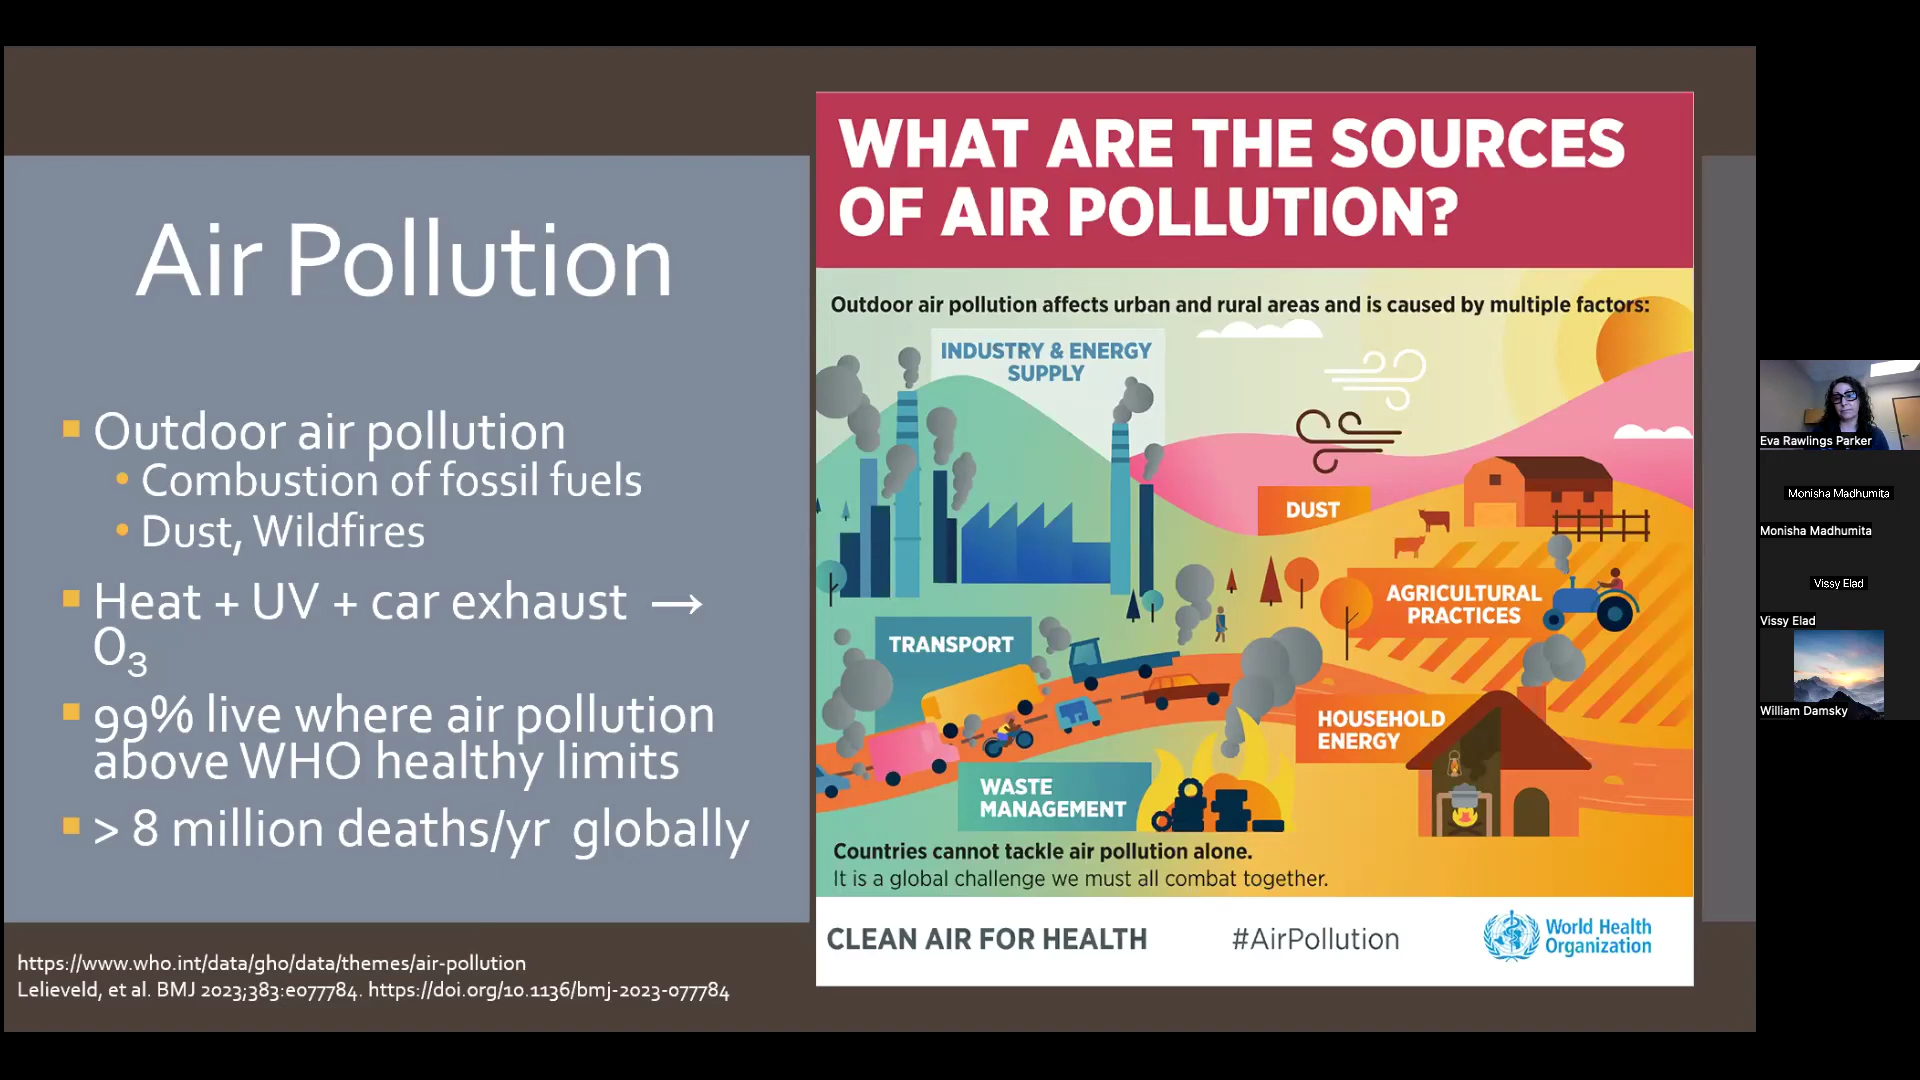 Air Pollution
Outdoor air pollution
Combustion of fossil fuels
Dust, Wildfires
Heat + UV + car exhaust →
O₃
99% live where air pollution
above WHO healthy limits
> 8 million deaths/yr globally
https://www.who.int/data/gho/data/themes/air-pollution
Lelieveld, et al. BMJ 2023;383:e077784. https://doi.org/10.1136/bmj-2023-077784
WHAT ARE THE SOURCES
OF AIR POLLUTION?
Outdoor air pollution affects urban and rural areas and is caused by multiple factors:
INDUSTRY & ENERGY
SUPPLY
DUST
AGRICULTURAL
PRACTICES
TRANSPORT
HOUSEHOLD
ENERGY
WASTE
MANAGEMENT
Countries cannot tackle air pollution alone.
It is a global challenge we must all combat together.
CLEAN AIR FOR HEALTH
#AirPollution
World Health
Organization
Eva Rawlings Parker
Monisha Madhumita
Monisha Madhumita
Vissy Elad
Vissy Elad
William Damsky